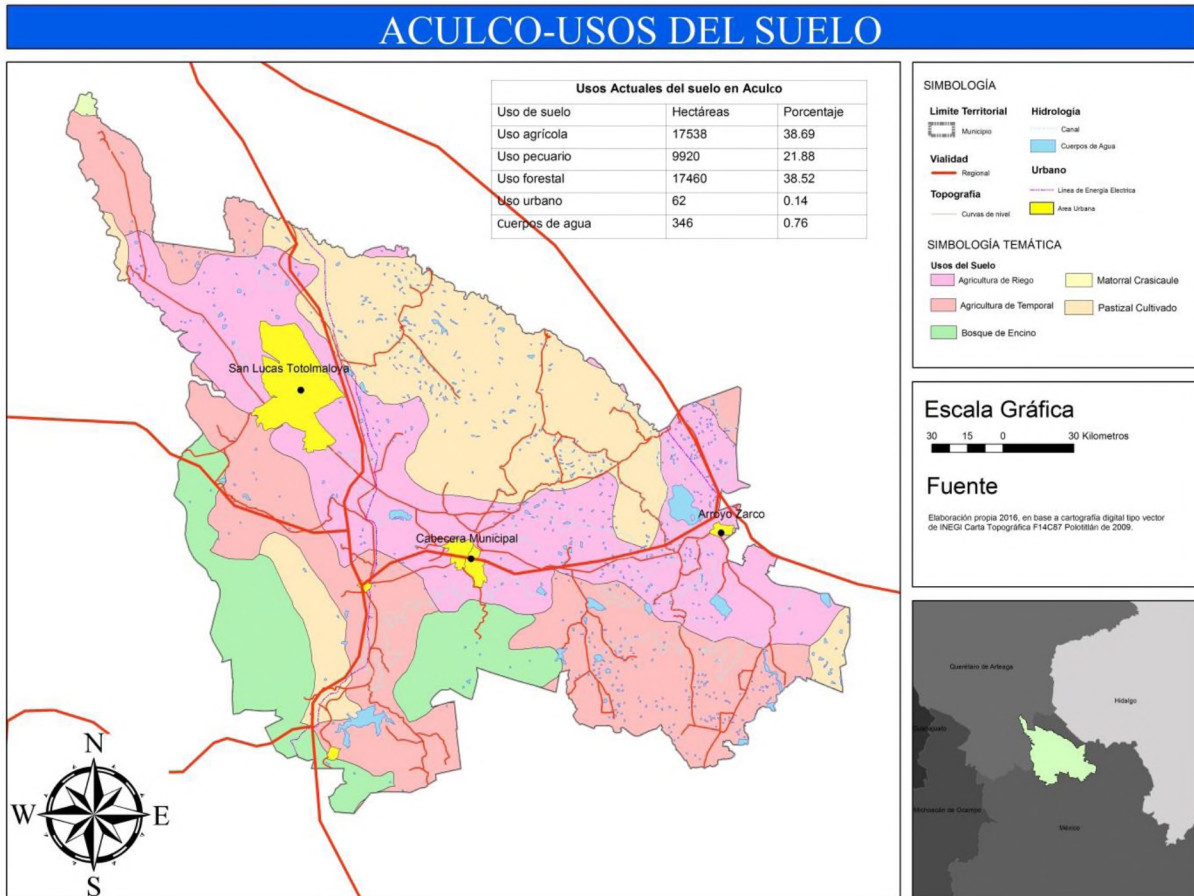 ACULCO-USOS DEL SUELO
Usos Actuales del suelo en Aculco
Uso de suelo Hectáreas Porcentaje
Uso agrícola 17538 38.69
Uso pecuario 9920 21.88
Uso forestal 17460 38.52
Uso urbano 62 0.14
Cuerpos de agua 346 0.76
San Lucas Totolmaloya
Cabecera Municipal
Arroyo Zarco
N
W E
S
SIMBOLOGÍA
Limite Territorial
Municipio
Vialidad
Regional
Topografía
Curvas de nivel
Hidrología
Canal
Cuerpos de Agua
Urbano
Línea de Energía Electrica
Area Urbana
SIMBOLOGÍA TEMÁTICA
Usos del Suelo
Agricultura de Riego
Agricultura de Temporal
Bosque de Encino
Matorral Crasicaule
Pastizal Cultivado
Escala Gráfica
30 15 0 30 Kilometros
Fuente
Elaboración propia 2016, en base a cartografía digital tipo vector
de INEGI Carta Topográfica F14C87 Polotitlán de 2009.
Querétaro de Arteaga
Hidalgo
Guanajuato
Michoacán de Ocampo
México